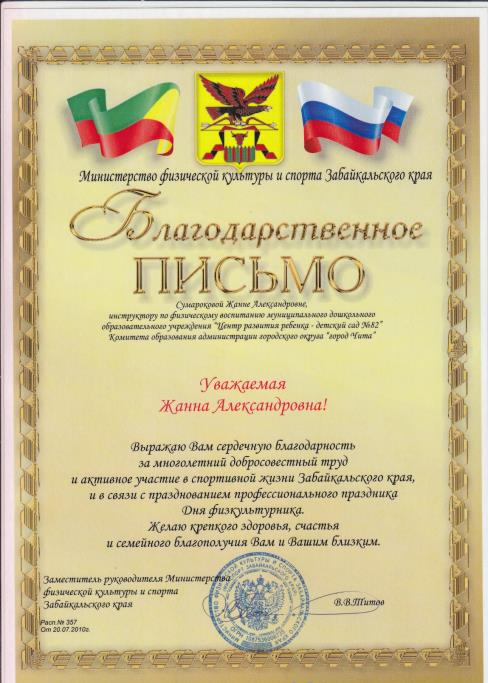 Министерство физической культуры и спорта Забайкальского края
Благодарственное
ПИСЬМО
Сумароковой Жанне Александровне,
инструктору по физическому воспитанию муниципального дошкольного
образовательного учреждения "Центр развития ребенка - детский сад №82"
Комитета образования администрации городского округа "город Чита"
Уважаемая
Жанна Александровна!
Выражаю Вам сердечную благодарность
за многолетний добросовестный труд
и активное участие в спортивной жизни Забайкальского края,
и в связи с празднованием профессионального праздника
Дня физкультурника.
Желаю крепкого здоровья, счастья
и семейного благополучия Вам и Вашим близким.
Заместитель руководителя Министерства
физической культуры и спорта
Забайкальского края
В.В.Титов
Расп.№ 357
От 20.07.2010г.